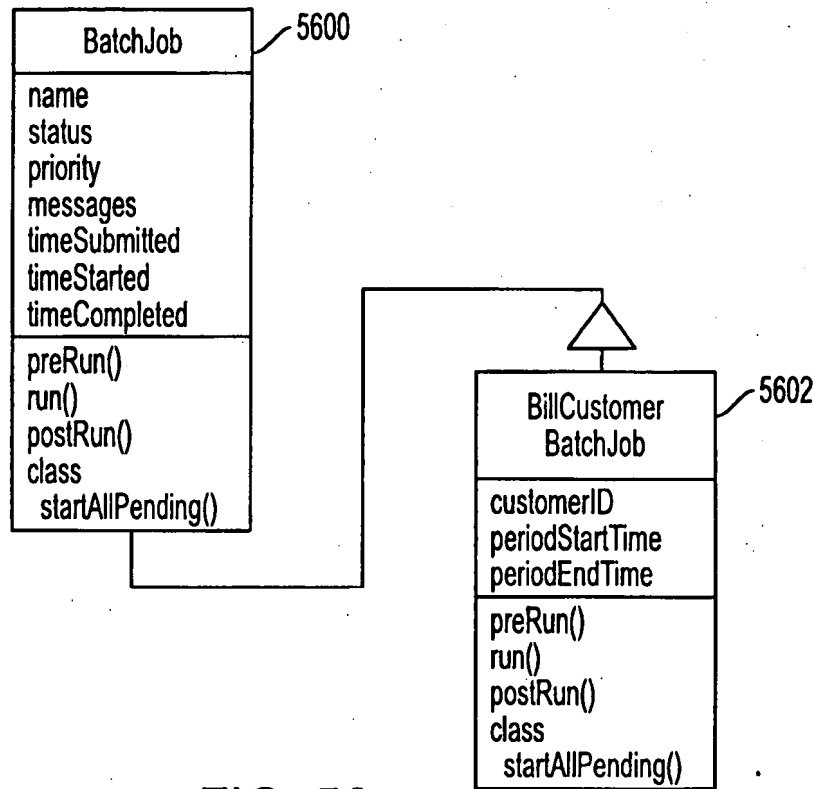 BatchJob
5600
name
status
priority
messages
timeSubmitted
timeStarted
timeCompleted
preRun()
run()
postRun()
class
startAllPending()
BillCustomer
BatchJob
5602
customerID
periodStartTime
periodEndTime
preRun()
run()
postRun()
class
startAllPending()